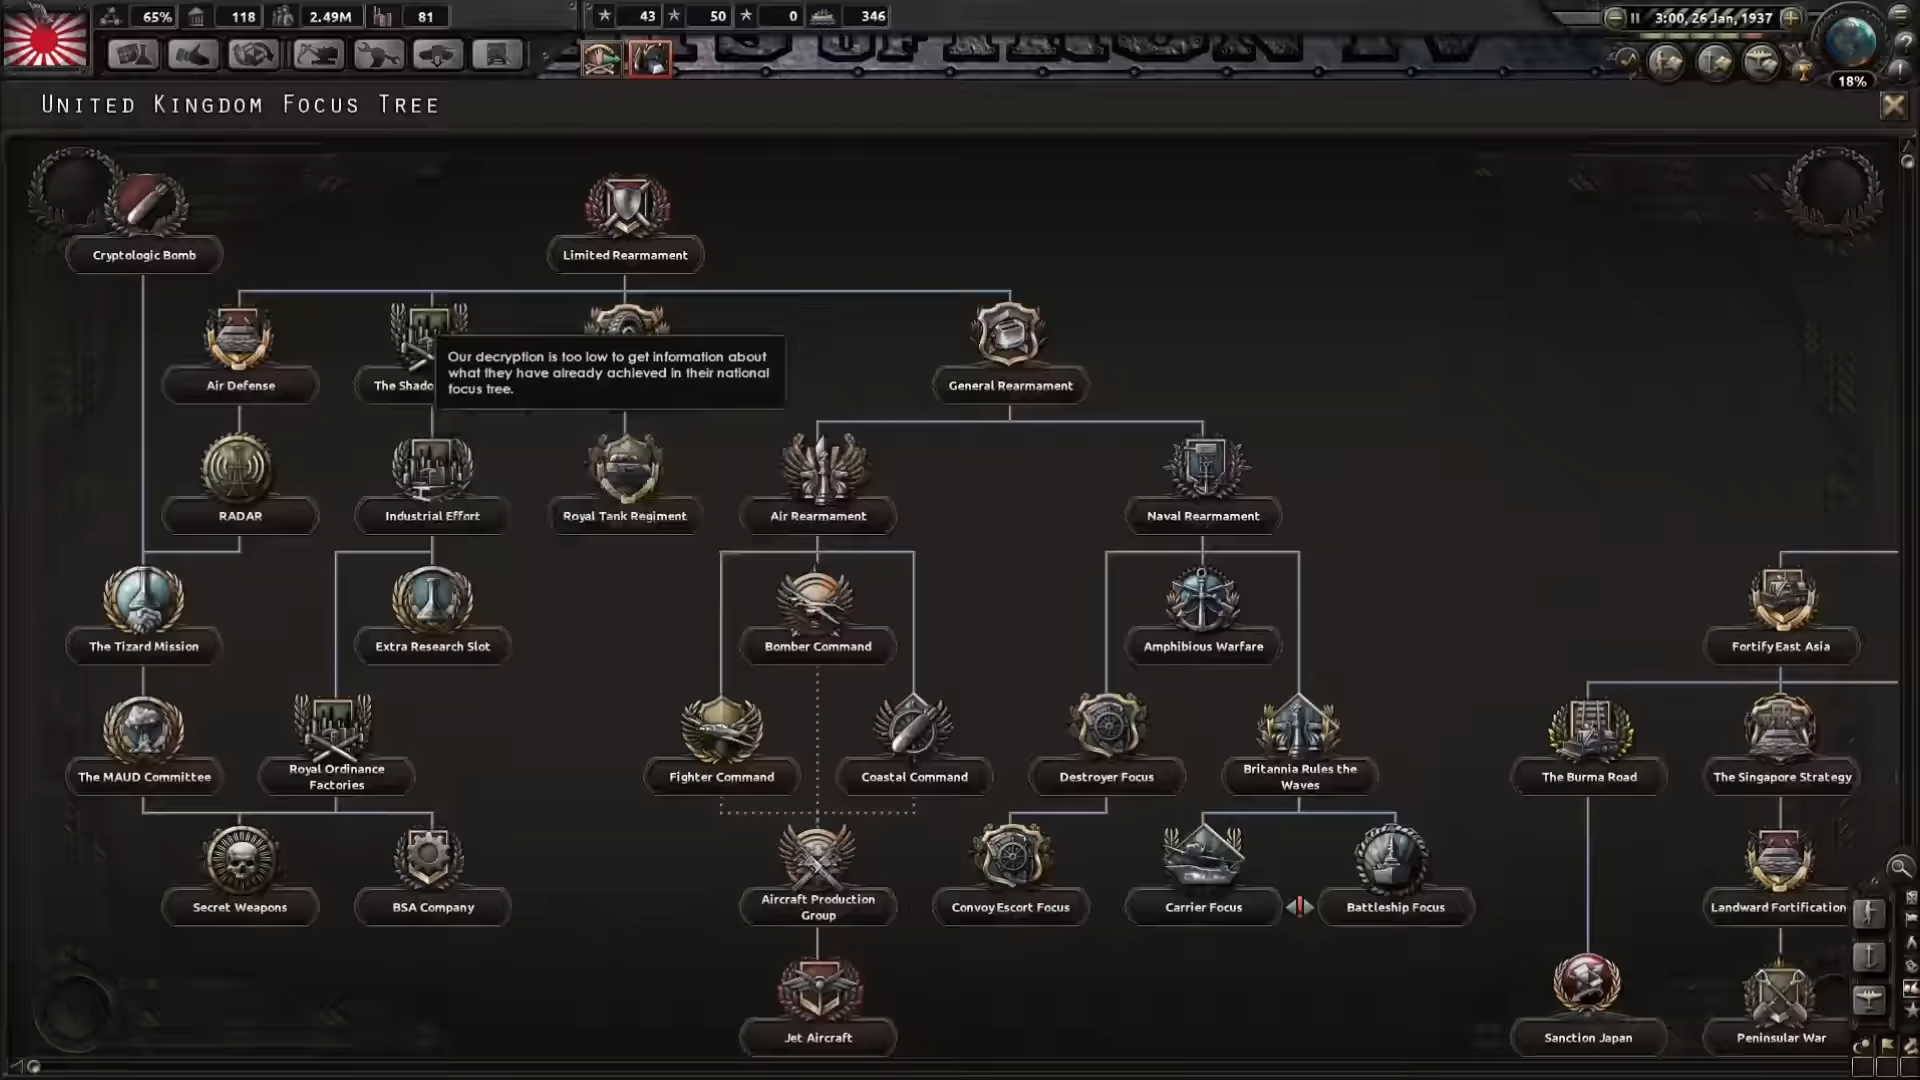 65% 118 2.49M 81 43 50 0 346 3:00, 26 Jan, 1937
18%
United Kingdom Focus Tree
Cryptologic Bomb
Limited Rearmament
Air Defense
The Shado
General Rearmament
Our decryption is too low to get information about
what they have already achieved in their national
focus tree.
RADAR
Industrial Effort
Royal Tank Regiment
Air Rearmament
Naval Rearmament
The Tizard Mission
Extra Research Slot
Bomber Command
Amphibious Warfare
Fortify East Asia
The MAUD Committee
Royal Ordinance
Factories
Fighter Command
Coastal Command
Destroyer Focus
Britannia Rules the
Waves
The Burma Road
The Singapore Strategy
Secret Weapons
BSA Company
Aircraft Production
Group
Convoy Escort Focus
Carrier Focus
Battleship Focus
Landward Fortification
Jet Aircraft
Sanction Japan
Peninsular War